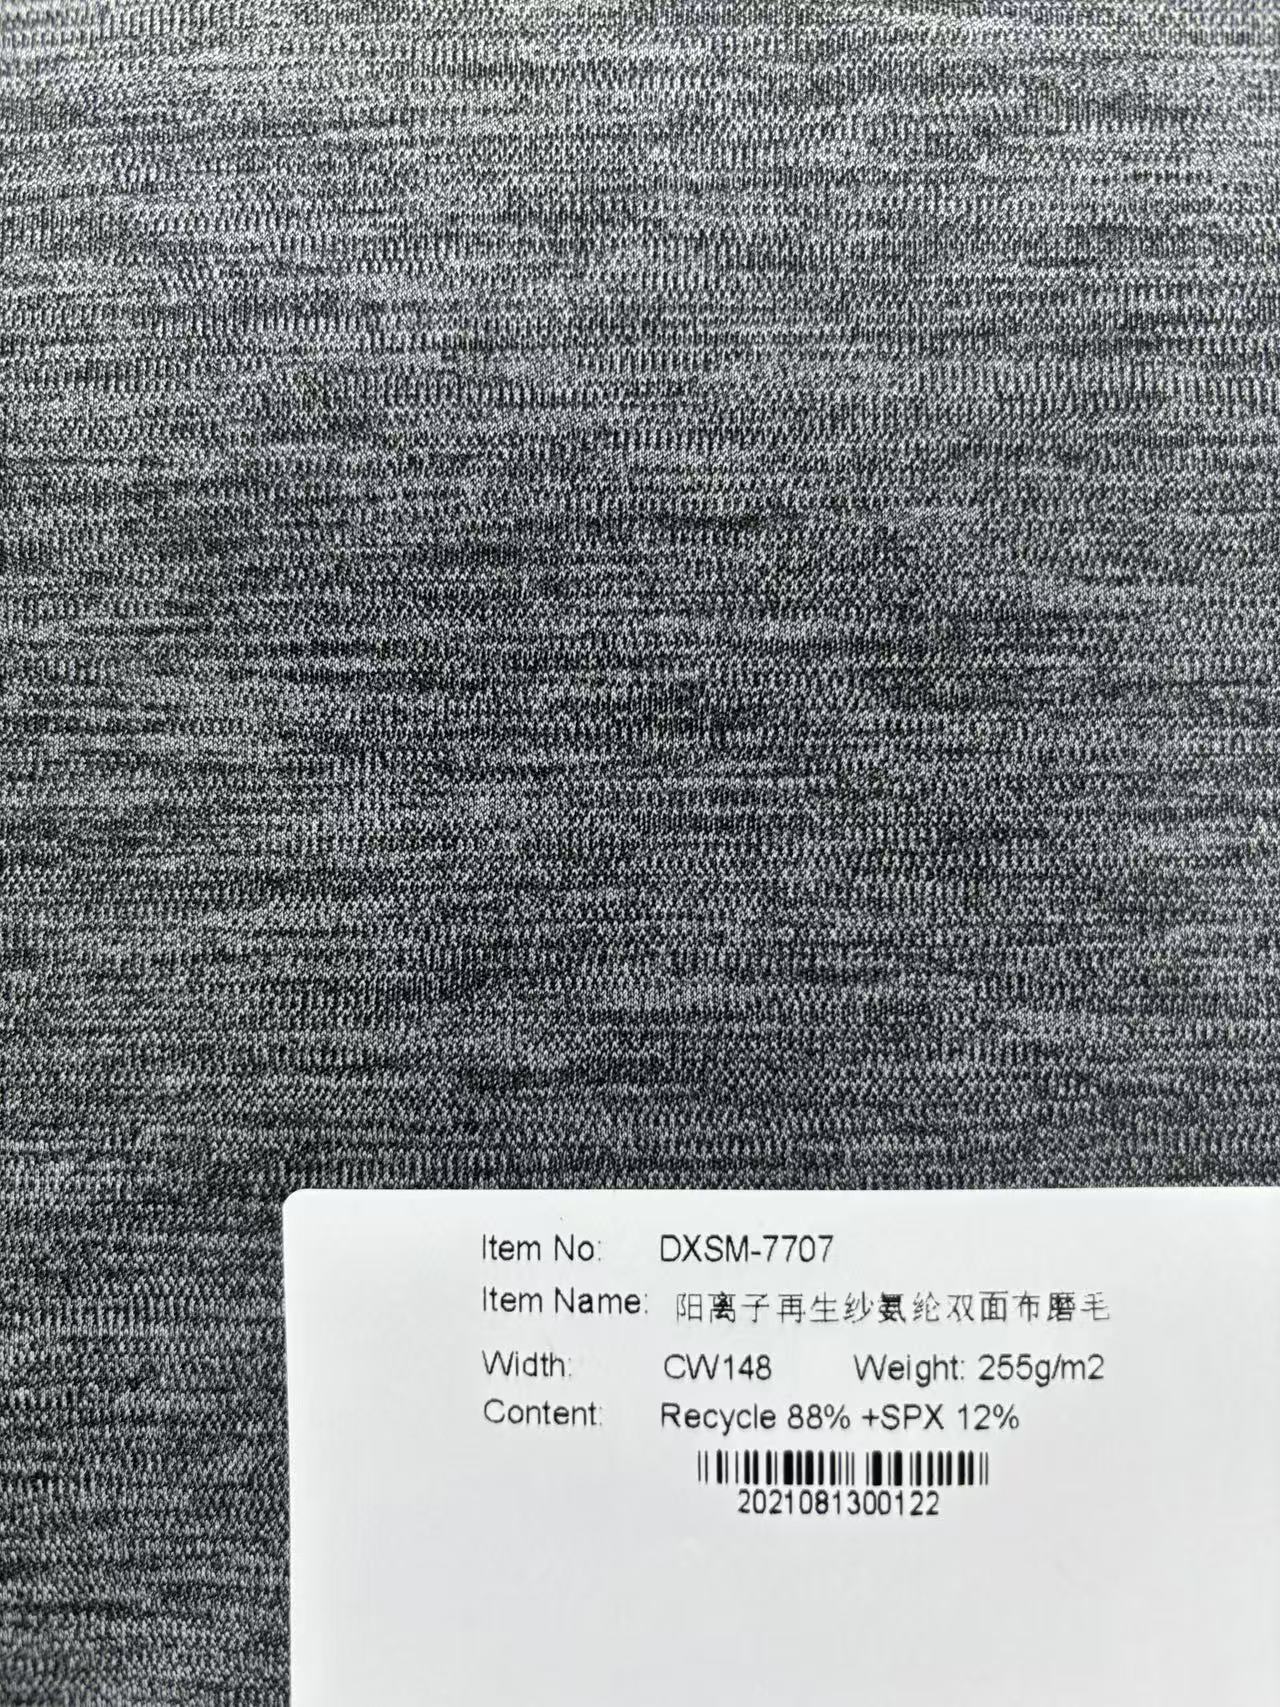 Item No: DXSM-7707
Item Name: 阳离子再生纱氨纶双面布磨毛
Width: CW148 Weight: 255g/m2
Content: Recycle 88% +SPX 12%
2021081300122